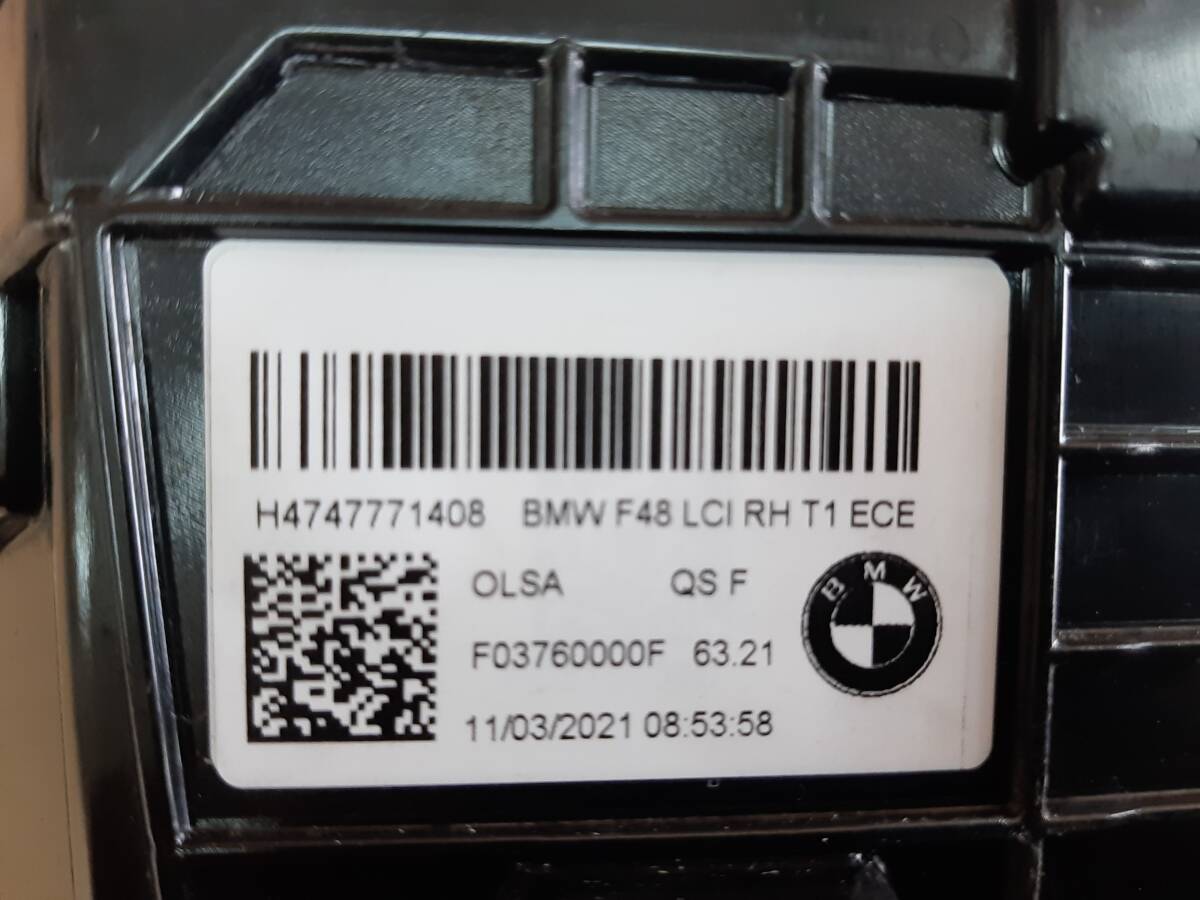 H4747771408 BMW F48 LCI RH T1 ECE
OLSA QS F
BMW
F03760000F 63.21
11/03/2021 08:53:58